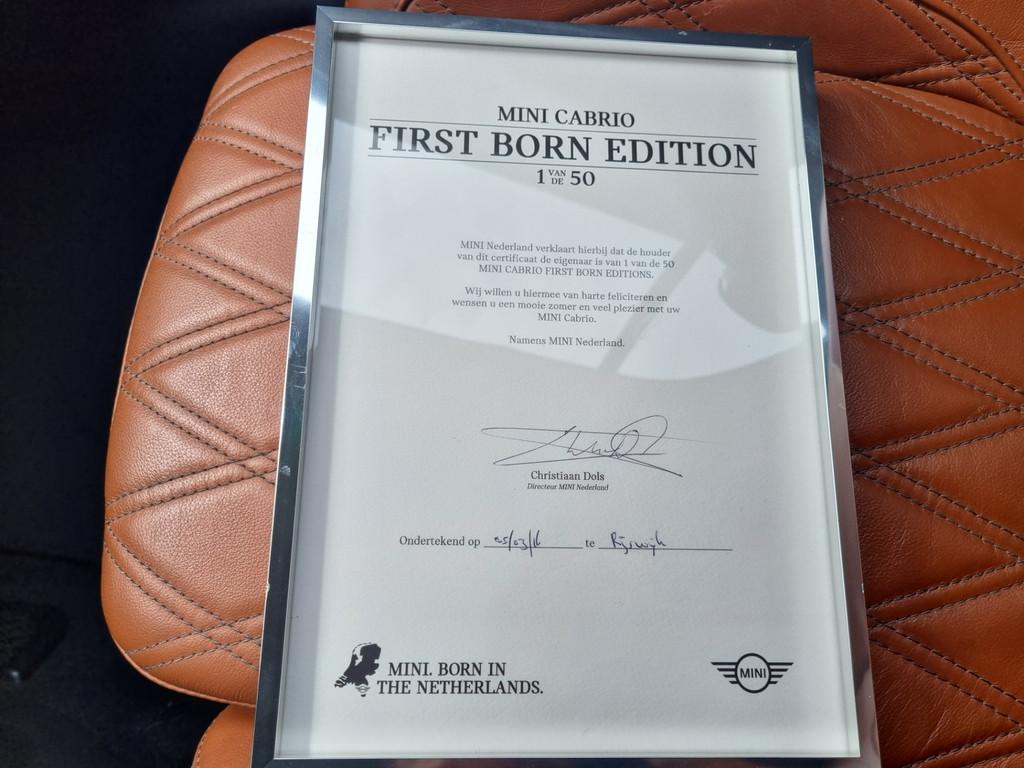 MINI CABRIO
FIRST BORN EDITION
1 VAN DE 50
MINI Nederland verklaart hierbij dat de houder
van dit certificaat de eigenaar is van 1 van de 50
MINI CABRIO FIRST BORN EDITIONS.
Wij willen u hiermee van harte feliciteren en
wensen u een mooie zomer en veel plezier met uw
MINI Cabrio.
Namens MINI Nederland.
Christiaan Dols
Directeur MINI Nederland
Ondertekend op 05/03/16 te Rijswijk
MINI. BORN IN
THE NETHERLANDS.
MINI